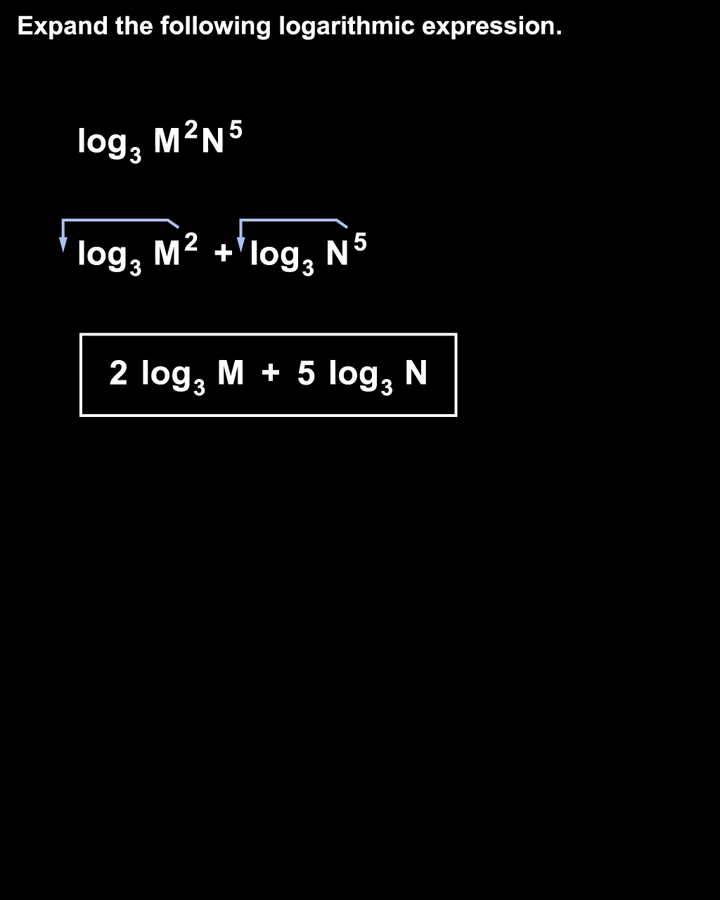 Expand the following logarithmic expression.
log₃ M²N⁵
log₃ M² + log₃ N⁵
2 log₃ M + 5 log₃ N